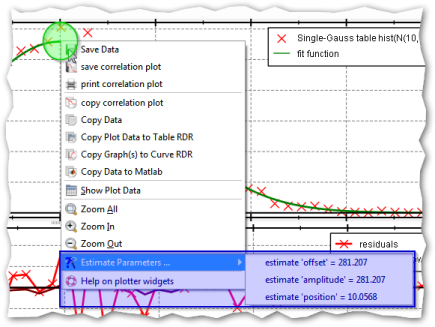 Single-Gauss table hist(N(10,
fit function
Save Data
save correlation plot
print correlation plot
copy correlation plot
Copy Data
Copy Plot Data to Table RDR
Copy Graph(s) to Curve RDR
Copy Data to Matlab
Show Plot Data
Zoom All
Zoom In
Zoom Out
residuals
Estimate Parameters ...
Help on plotter widgets
estimate 'offset' = 281.207
estimate 'amplitude' = 281.207
estimate 'position' = 10.0568